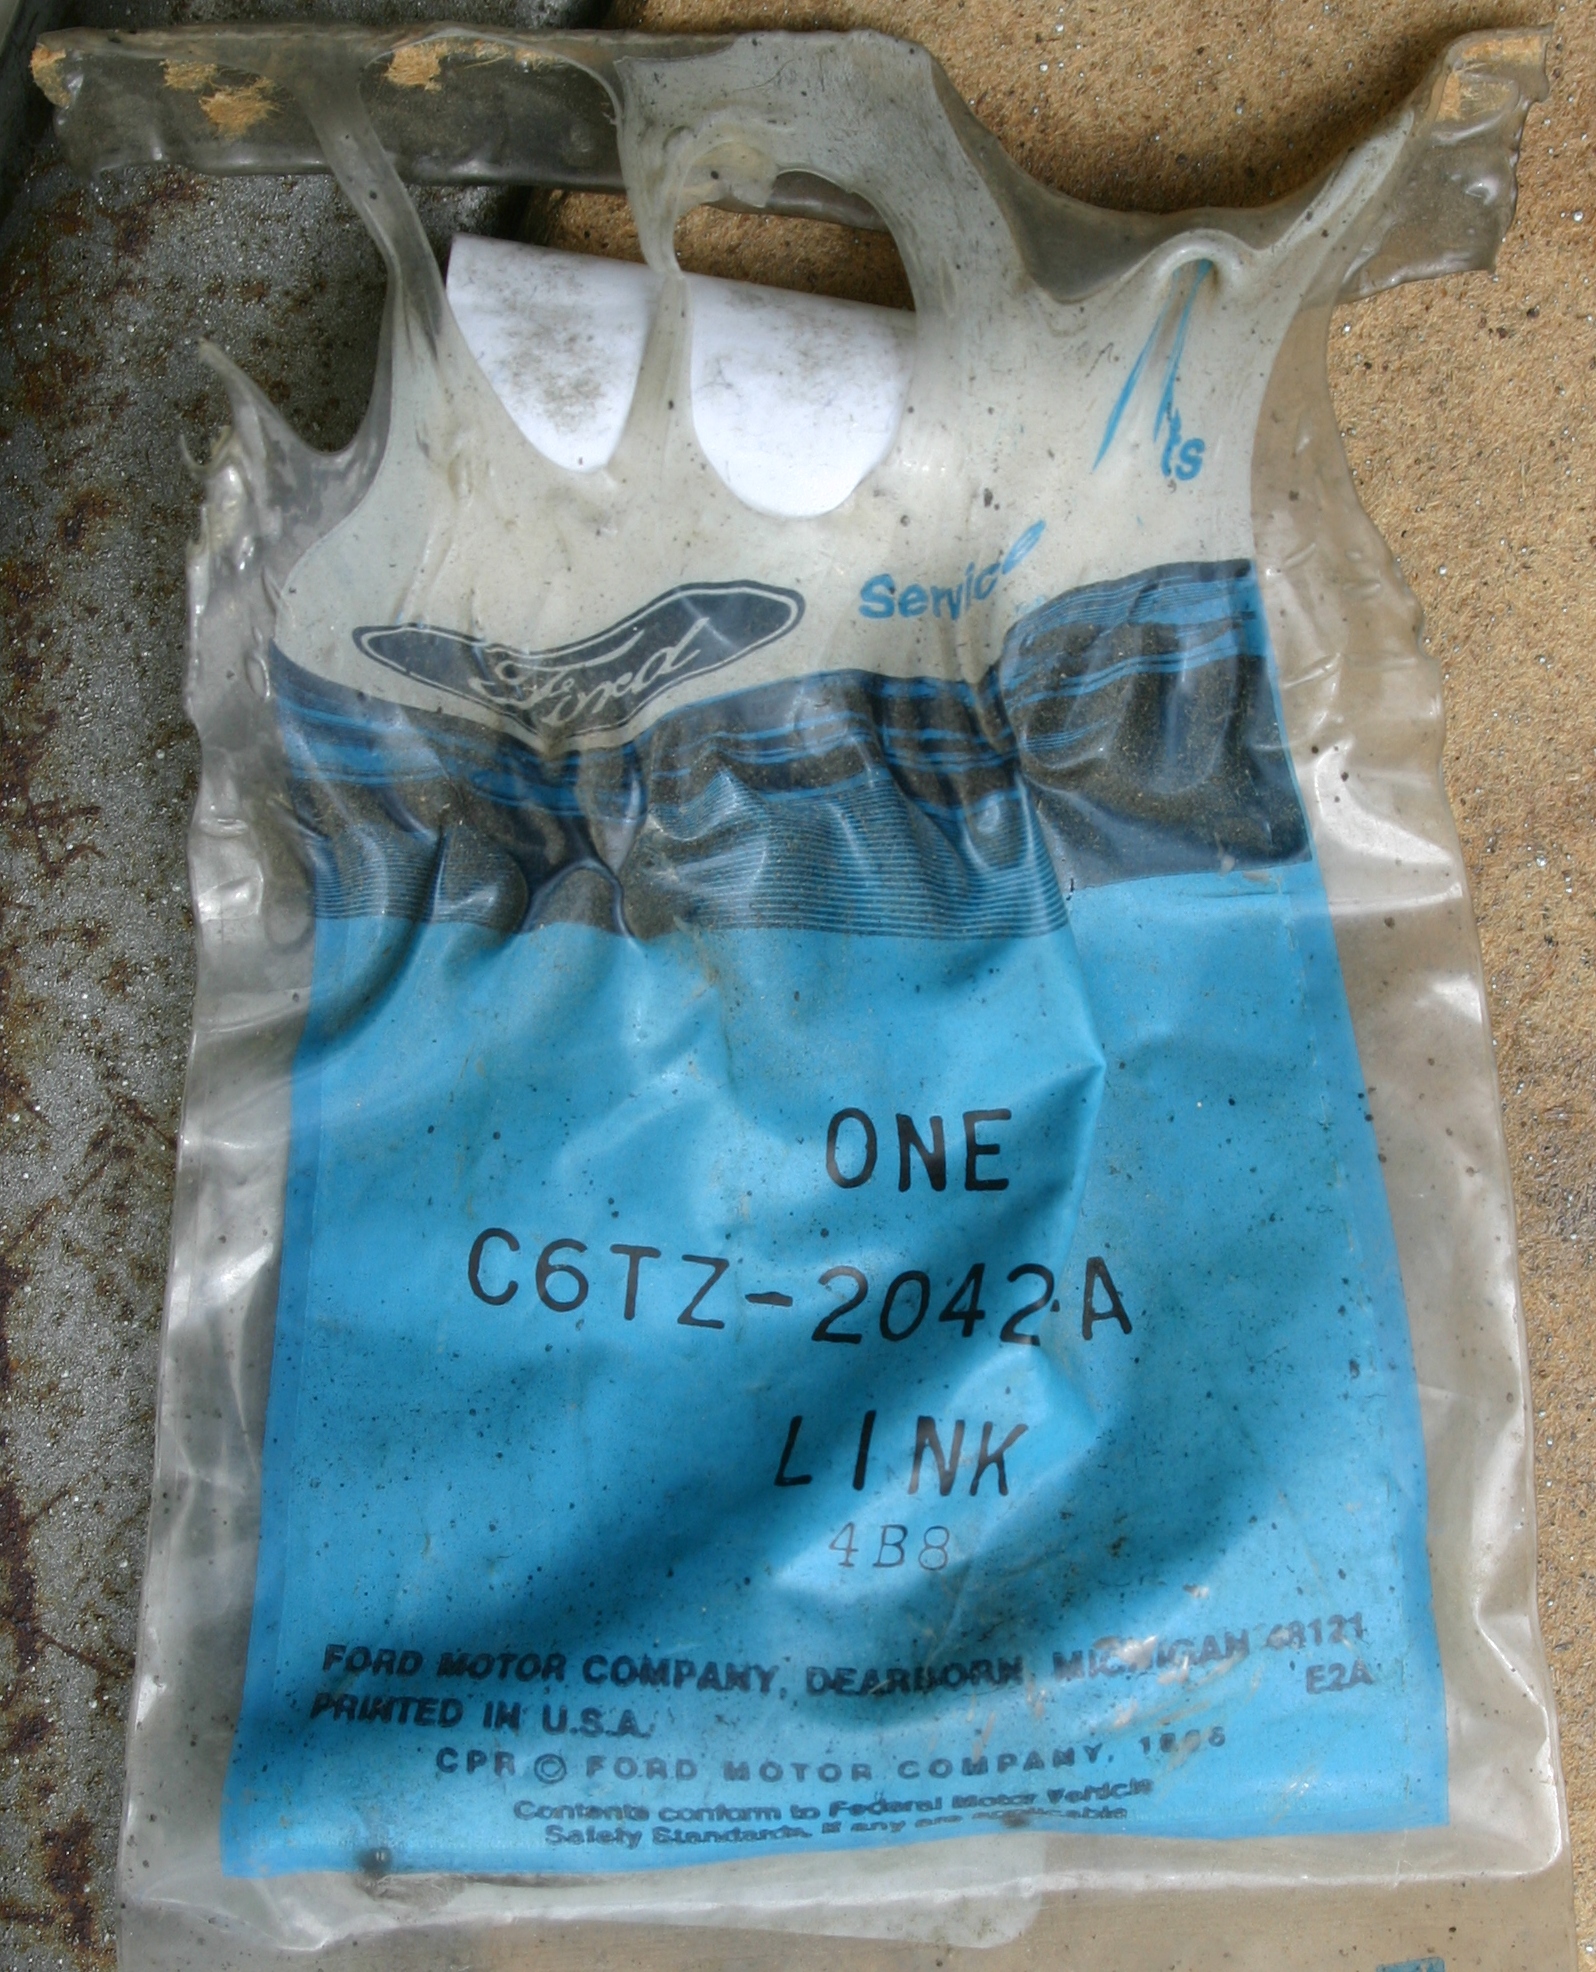 Ford
Service
ts
ONE
C6TZ-2042A
LINK
4B8
FORD MOTOR COMPANY, DEARBORN, MICHIGAN 48121
E2A
PRINTED IN U.S.A.
CPR © FORD MOTOR COMPANY,
Contents conform to Federal Motor Vehicle
Safety Standards, if any are applicable